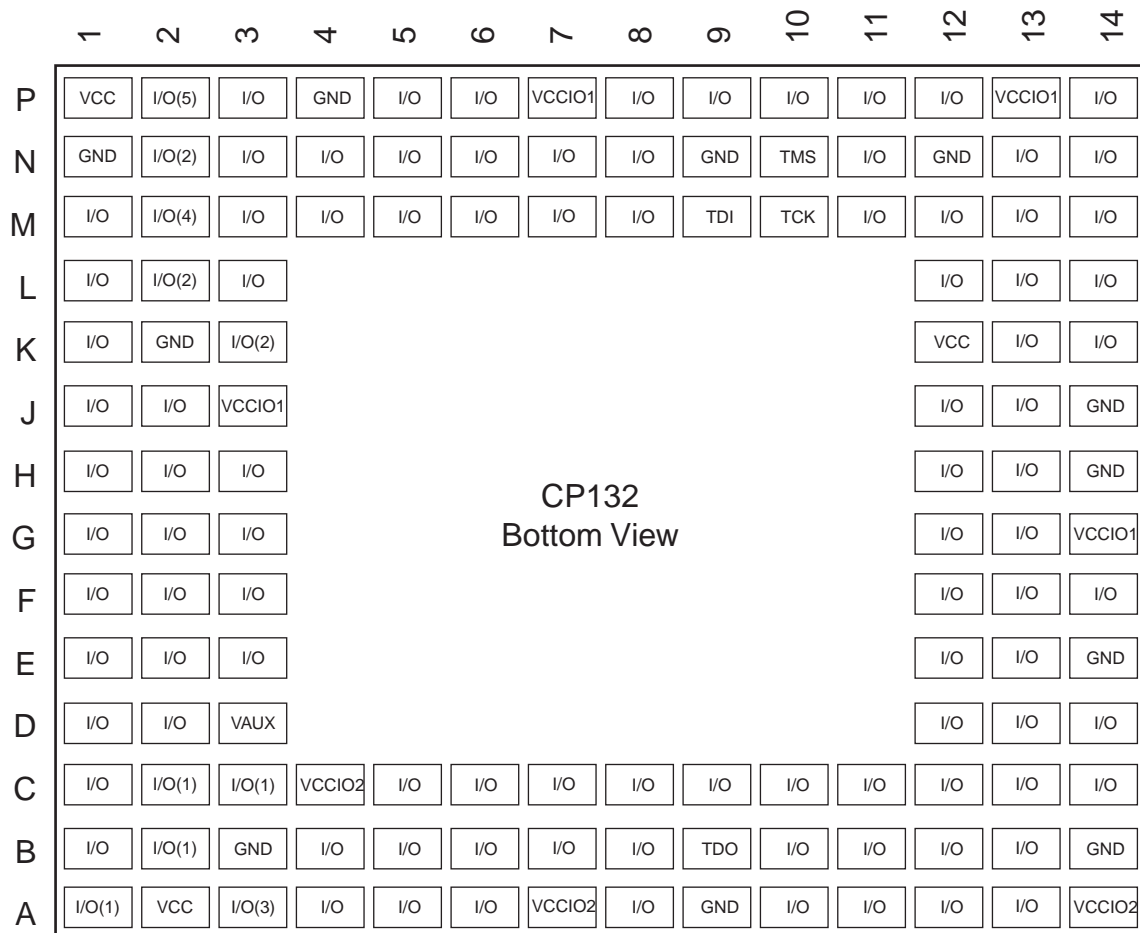 1 2 3 4 5 6 7 8 9 10 11 12 13 14
P VCC I/O(5) I/O GND I/O I/O VCCIO1 I/O I/O I/O I/O I/O VCCIO1 I/O
N GND I/O(2) I/O I/O I/O I/O I/O I/O GND TMS I/O GND I/O I/O
M I/O I/O(4) I/O I/O I/O I/O I/O I/O TDI TCK I/O I/O I/O I/O
L I/O I/O(2) I/O I/O I/O I/O
K I/O GND I/O(2) VCC I/O I/O
J I/O I/O VCCIO1 I/O I/O GND
H I/O I/O I/O I/O I/O GND
CP132
Bottom View
G I/O I/O I/O I/O I/O VCCIO1
F I/O I/O I/O I/O I/O I/O
E I/O I/O I/O I/O I/O GND
D I/O I/O VAUX I/O I/O I/O
C I/O I/O(1) I/O(1) VCCIO2 I/O I/O I/O I/O I/O I/O I/O I/O I/O I/O
B I/O I/O(1) GND I/O I/O I/O I/O I/O TDO I/O I/O I/O I/O GND
A I/O(1) VCC I/O(3) I/O I/O I/O VCCIO2 I/O GND I/O I/O I/O I/O VCCIO2